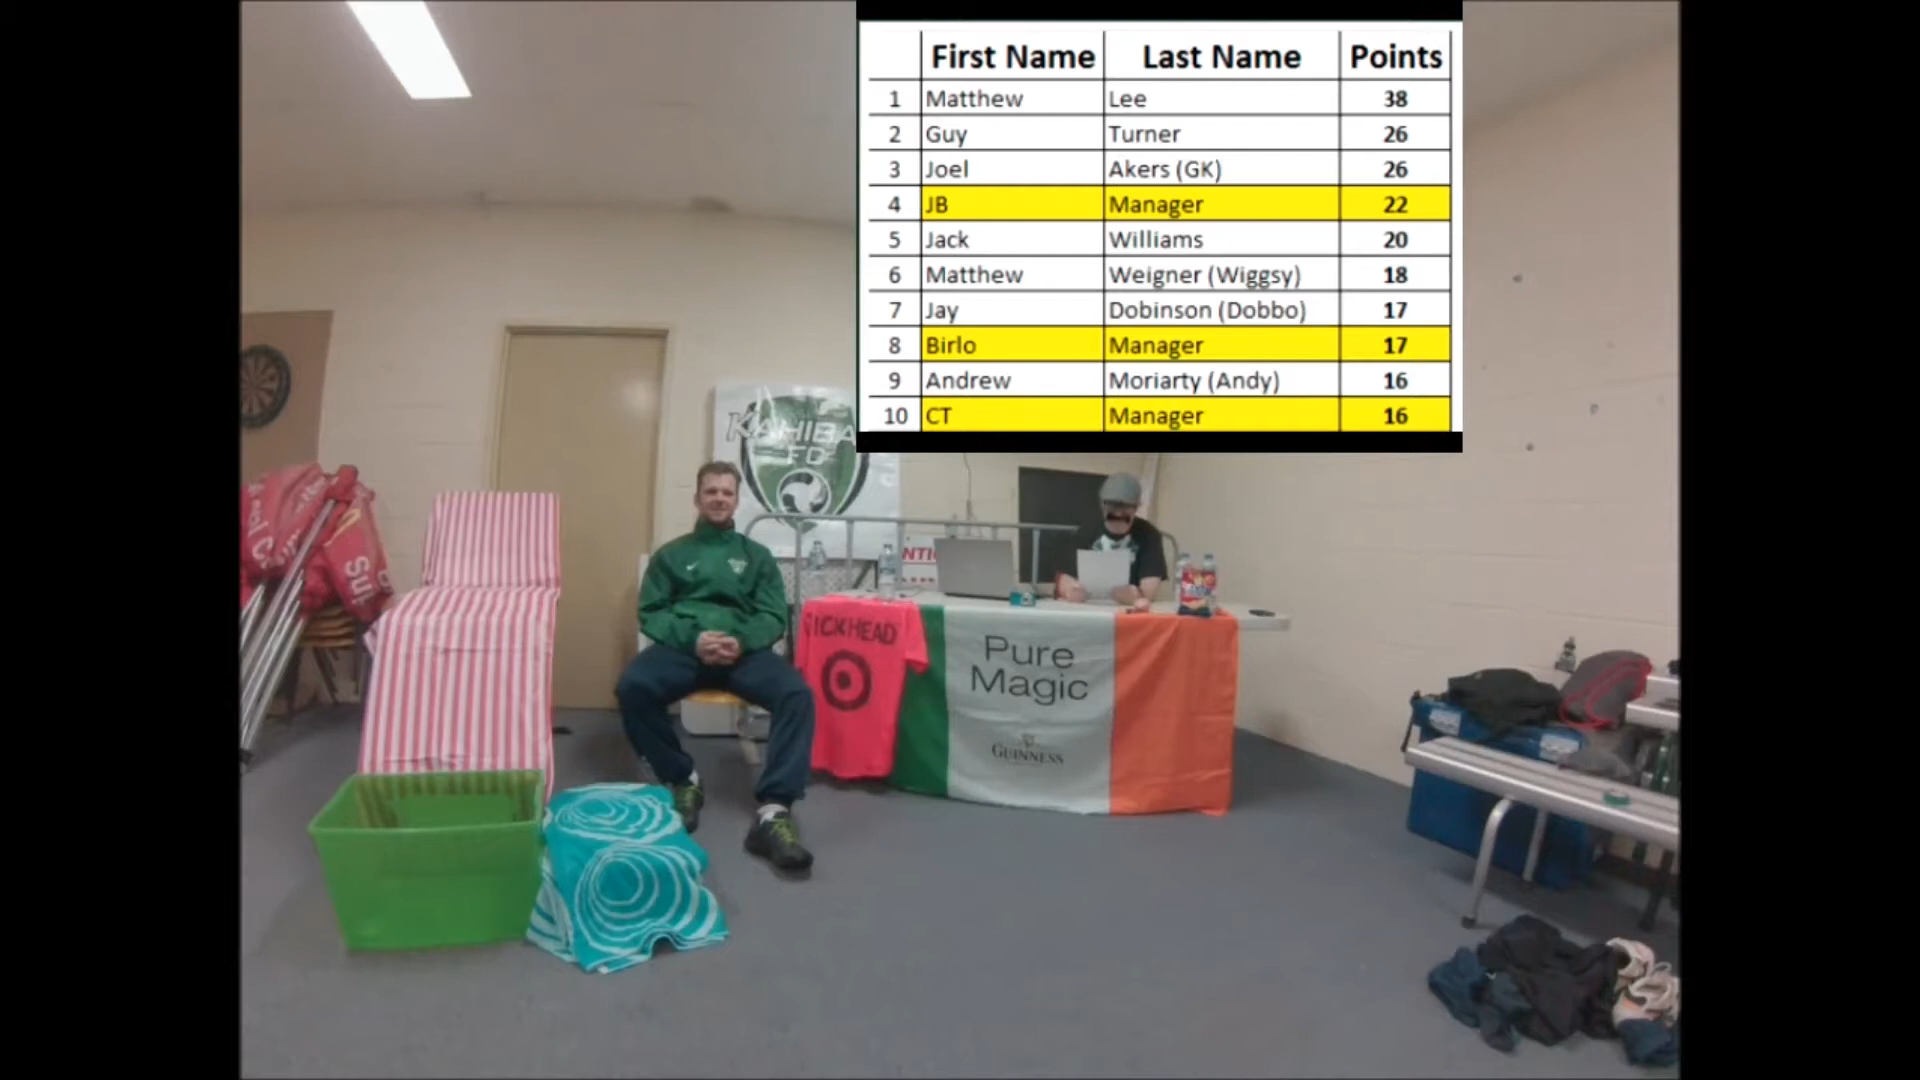 First Name Last Name Points
1 Matthew Lee 38
2 Guy Turner 26
3 Joel Akers (GK) 26
4 JB Manager 22
5 Jack Williams 20
6 Matthew Weigner (Wiggsy) 18
7 Jay Dobinson (Dobbo) 17
8 Birlo Manager 17
9 Andrew Moriarty (Andy) 16
10 CT Manager 16
KAHIBA
FC
ICKHEAD
Pure
Magic
GUINNESS